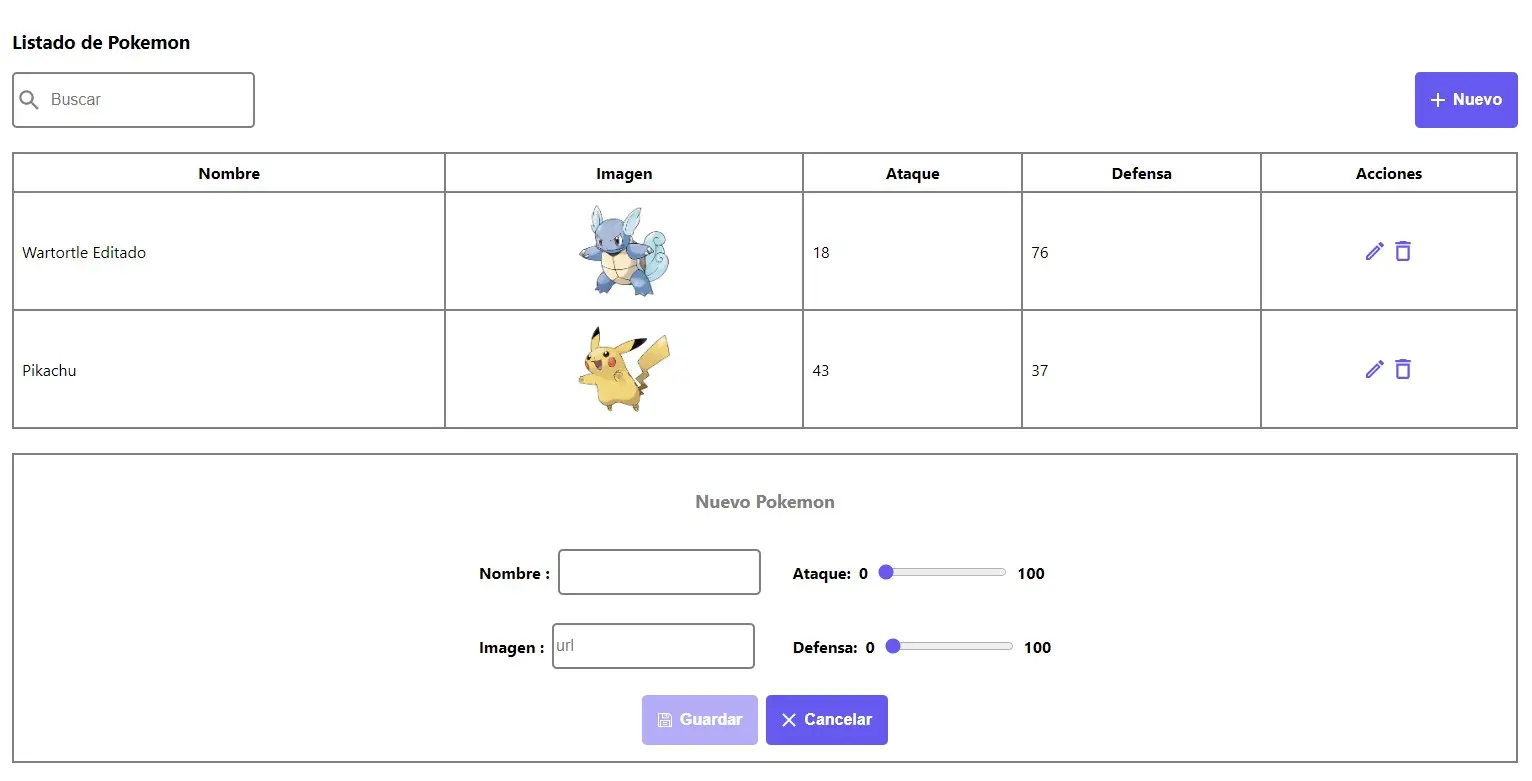 Listado de Pokemon
Buscar
Nuevo
Nombre Imagen Ataque Defensa Acciones
Wartortle Editado 18 76
Pikachu 43 37
Nuevo Pokemon
Nombre : Ataque: 0 100
Imagen : url Defensa: 0 100
Guardar Cancelar